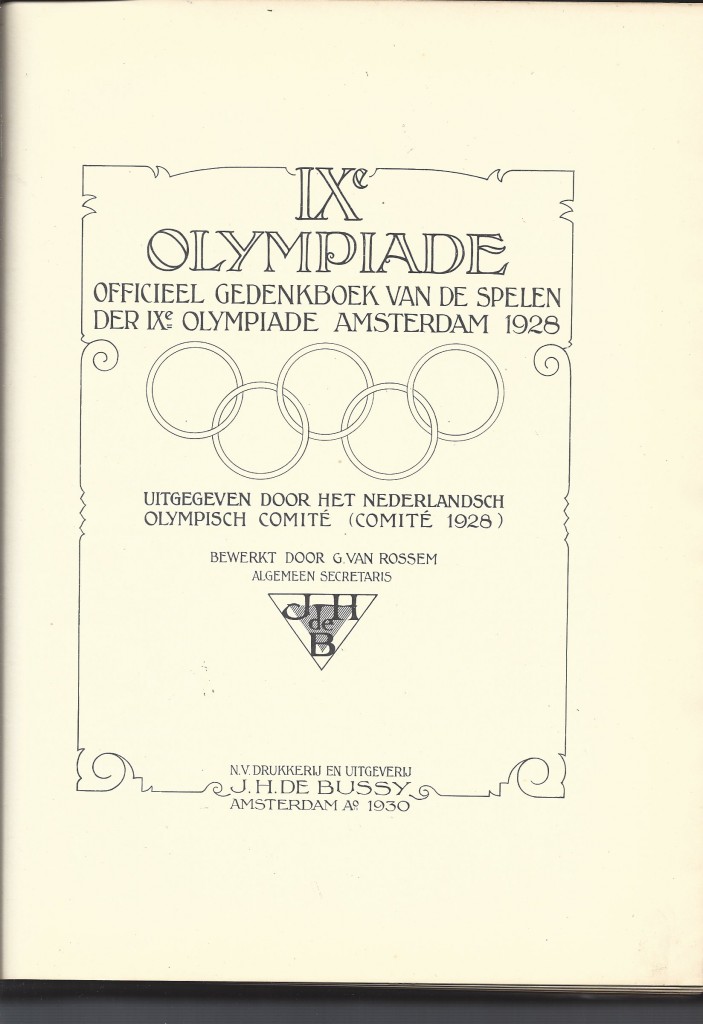 IXe
OLYMPIADE
OFFICIEEL GEDENKBOEK VAN DE SPELEN
DER IXe OLYMPIADE AMSTERDAM 1928
UITGEGEVEN DOOR HET NEDERLANDSCH
OLYMPISCH COMITÉ (COMITÉ 1928)
BEWERKT DOOR G. VAN ROSSEM
ALGEMEEN SECRETARIS
J H
de
B
N.V. DRUKKERIJ EN UITGEVERIJ
J. H. DE BUSSY
AMSTERDAM Ao 1930